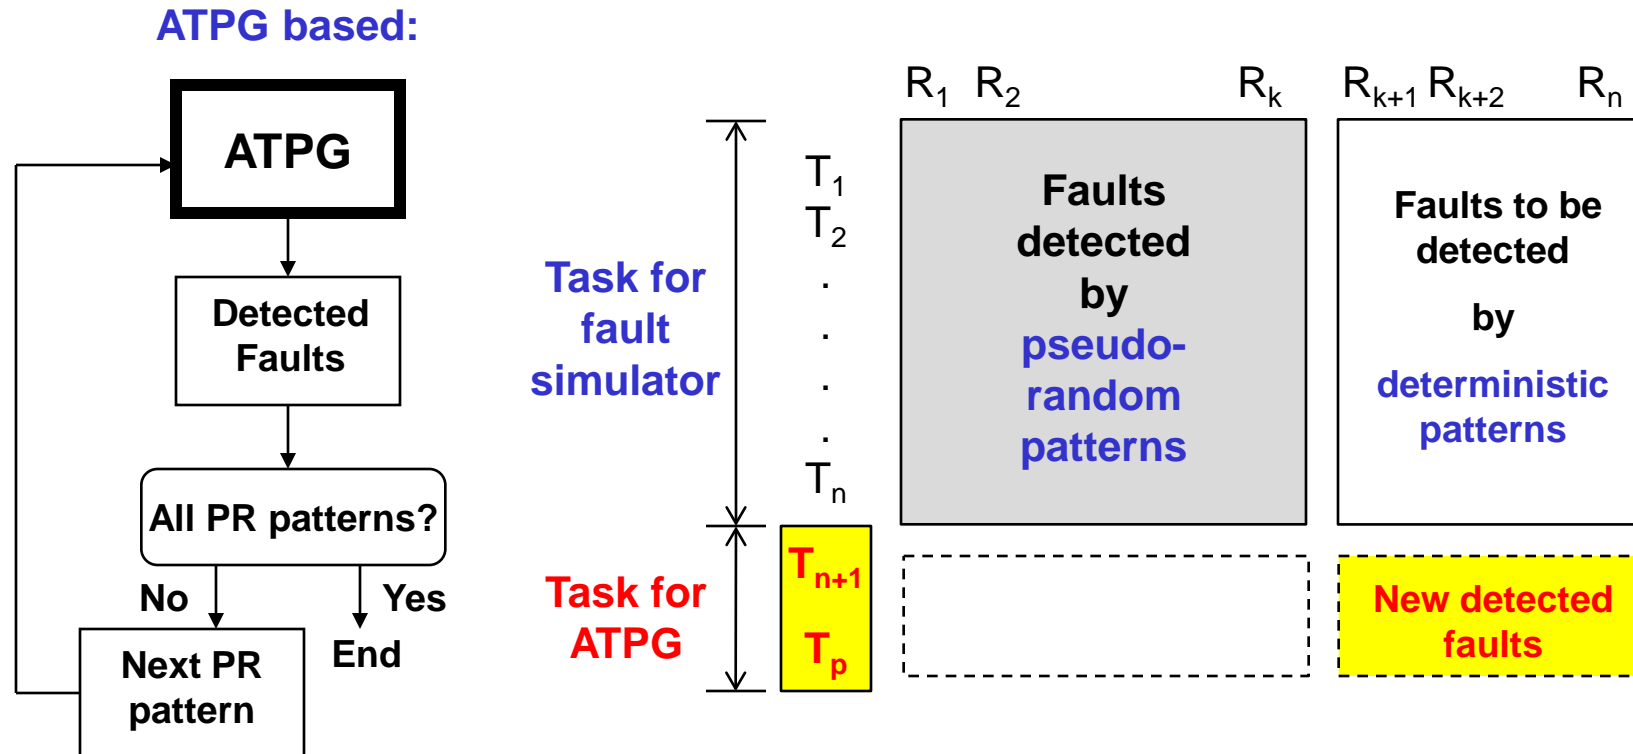 ATPG based:
ATPG
Detected
Faults
All PR patterns?
No
Yes
End
Next PR
pattern
Task for
fault
simulator
Task for
ATPG
T1
T2
.
.
.
.
Tn
Tn+1
Tp
R1 R2 Rk Rk+1 Rk+2 Rn
Faults
detected
by
pseudo-
random
patterns
Faults to be
detected
by
deterministic
patterns
New detected
faults